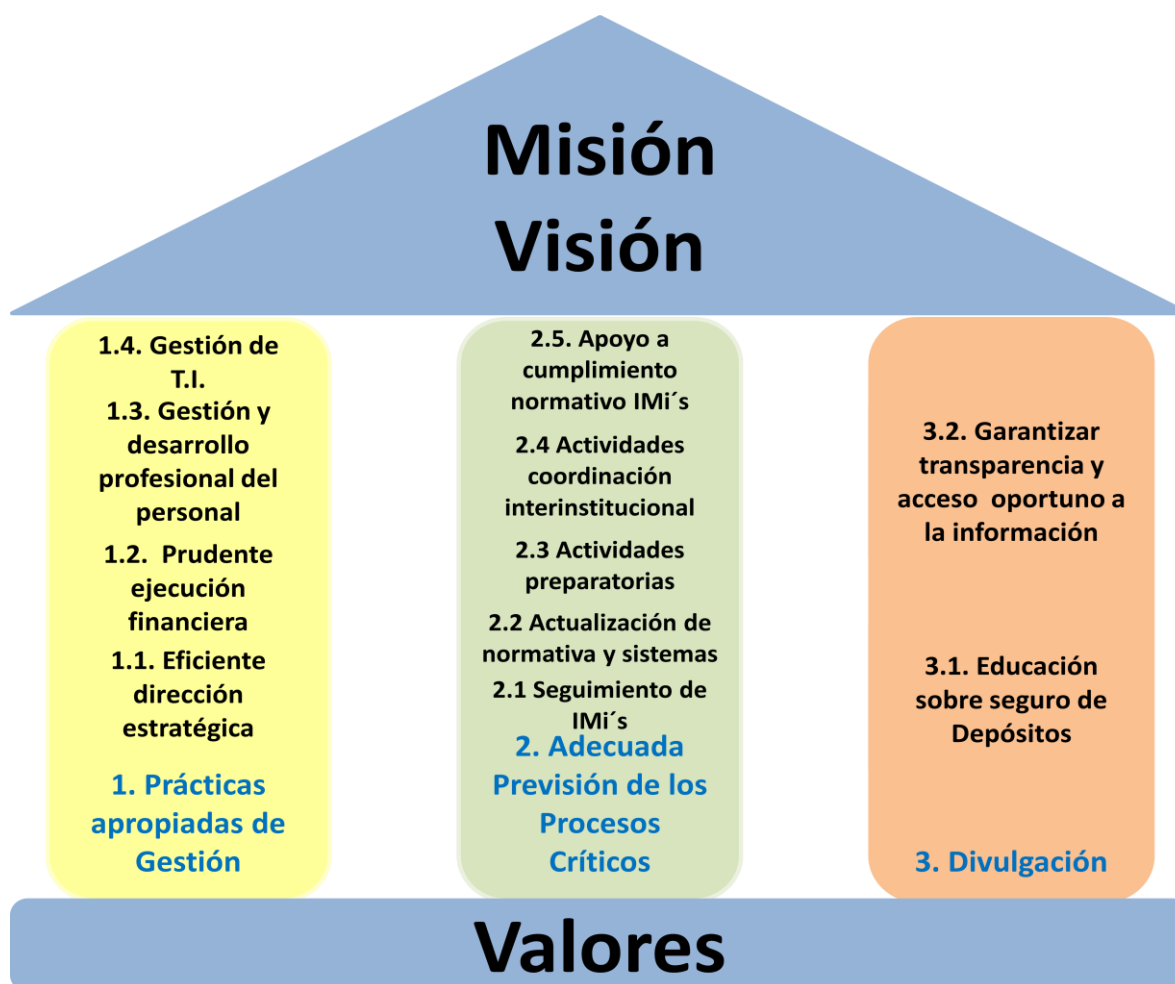 Misión
Visión
1.4. Gestión de
T.I.
1.3. Gestión y
desarrollo
profesional del
personal
1.2.  Prudente
ejecución
financiera
1.1. Eficiente
dirección
estratégica
1. Prácticas
apropiadas de
Gestión
2.5. Apoyo a
cumplimiento
normativo IMi´s
2.4 Actividades
coordinación
interinstitucional
2.3 Actividades
preparatorias
2.2 Actualización de
normativa y sistemas
2.1 Seguimiento de
IMi´s
2. Adecuada
Previsión de los
Procesos
Críticos
3.2. Garantizar
transparencia y
acceso  oportuno a
la información
3.1. Educación
sobre seguro de
Depósitos
3. Divulgación
Valores